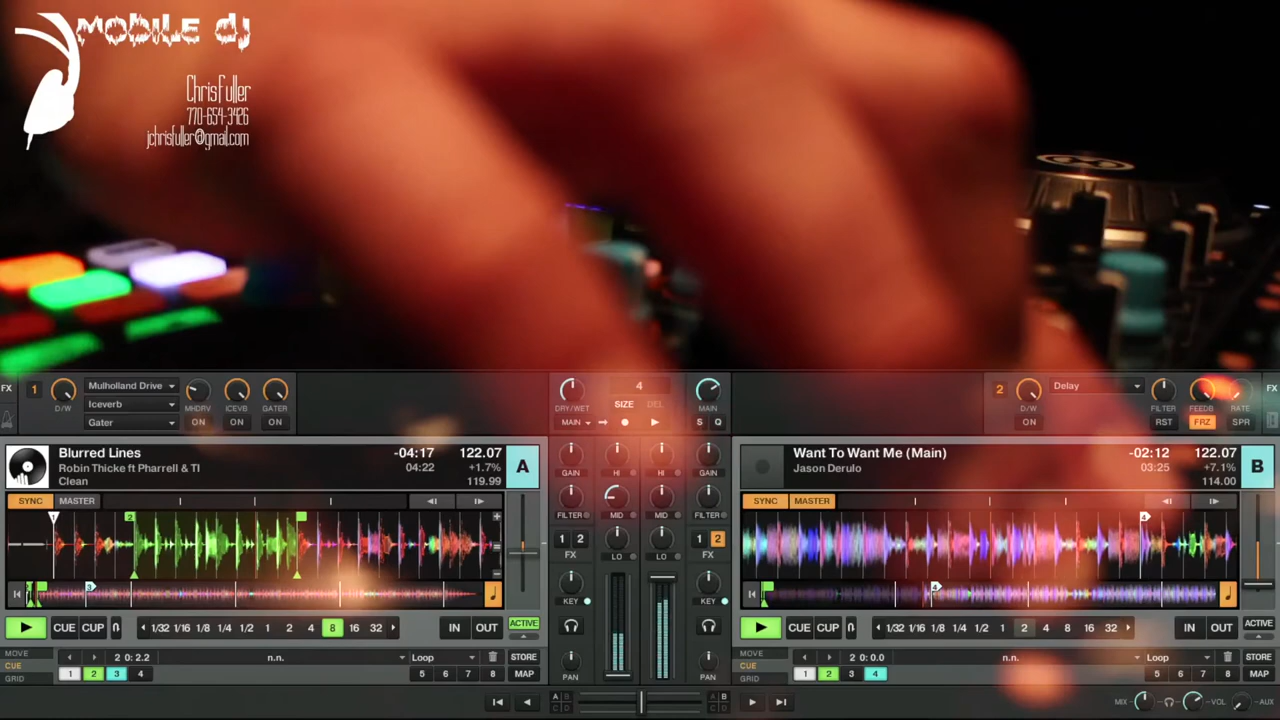 MOBILE DJ
Chris Fuller
770-654-3426
jchrisfuller@gmail.com
FX
1
D/W
Mulholland Drive
Iceverb
Gater
MHDRV
ICEVB
GATER
ON
ON
ON
DRY/WET
4
SIZE
DEL
MAIN
MAIN
S
Q
2
D/W
ON
Delay
FILTER
FEEDB
RATE
RST
FRZ
SPR
FX
Blurred Lines
Robin Thicke ft Pharrell & TI
Clean
-04:17
04:22
122.07
+1.7%
119.99
A
SYNC
MASTER
1
2
3
CUE
CUP
1/32 1/16 1/8 1/4 1/2 1 2 4 8 16 32
IN
OUT
ACTIVE
MOVE
CUE
GRID
2 0: 2.2
n.n.
Loop
STORE
1 2 3 4
5 6 7 8
MAP
GAIN
HI
HI
GAIN
FILTER
MID
MID
FILTER
1 2
FX
LO
LO
1 2
FX
KEY
KEY
PAN
PAN
A B
C D
A B
C D
Want To Want Me (Main)
Jason Derulo
-02:12
03:25
122.07
+7.1%
114.00
B
SYNC
MASTER
4
4
CUE
CUP
1/32 1/16 1/8 1/4 1/2 1 2 4 8 16 32
IN
OUT
ACTIVE
MOVE
CUE
GRID
2 0: 0.0
n.n.
Loop
STORE
1 2 3 4
5 6 7 8
MAP
MIX
VOL
AUX